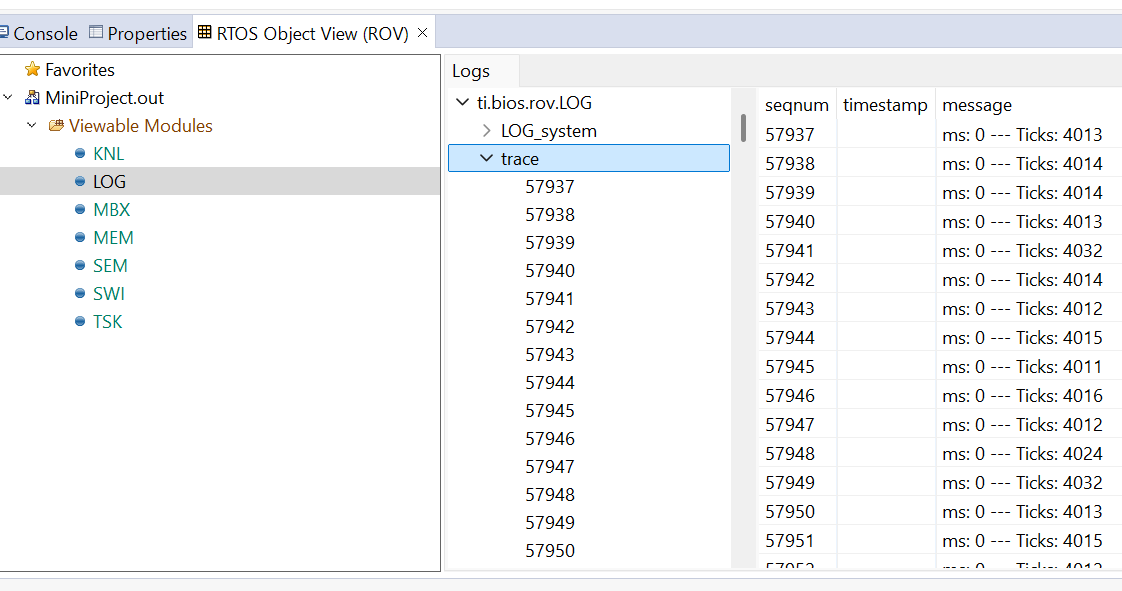 Console Properties RTOS Object View (ROV)
Favorites
MiniProject.out
Viewable Modules
KNL
LOG
MBX
MEM
SEM
SWI
TSK
Logs
ti.bios.rov.LOG
LOG_system
trace
57937
57938
57939
57940
57941
57942
57943
57944
57945
57946
57947
57948
57949
57950
seqnum timestamp message
57937 ms: 0 --- Ticks: 4013
57938 ms: 0 --- Ticks: 4014
57939 ms: 0 --- Ticks: 4014
57940 ms: 0 --- Ticks: 4013
57941 ms: 0 --- Ticks: 4032
57942 ms: 0 --- Ticks: 4014
57943 ms: 0 --- Ticks: 4012
57944 ms: 0 --- Ticks: 4015
57945 ms: 0 --- Ticks: 4011
57946 ms: 0 --- Ticks: 4016
57947 ms: 0 --- Ticks: 4012
57948 ms: 0 --- Ticks: 4024
57949 ms: 0 --- Ticks: 4032
57950 ms: 0 --- Ticks: 4013
57951 ms: 0 --- Ticks: 4015